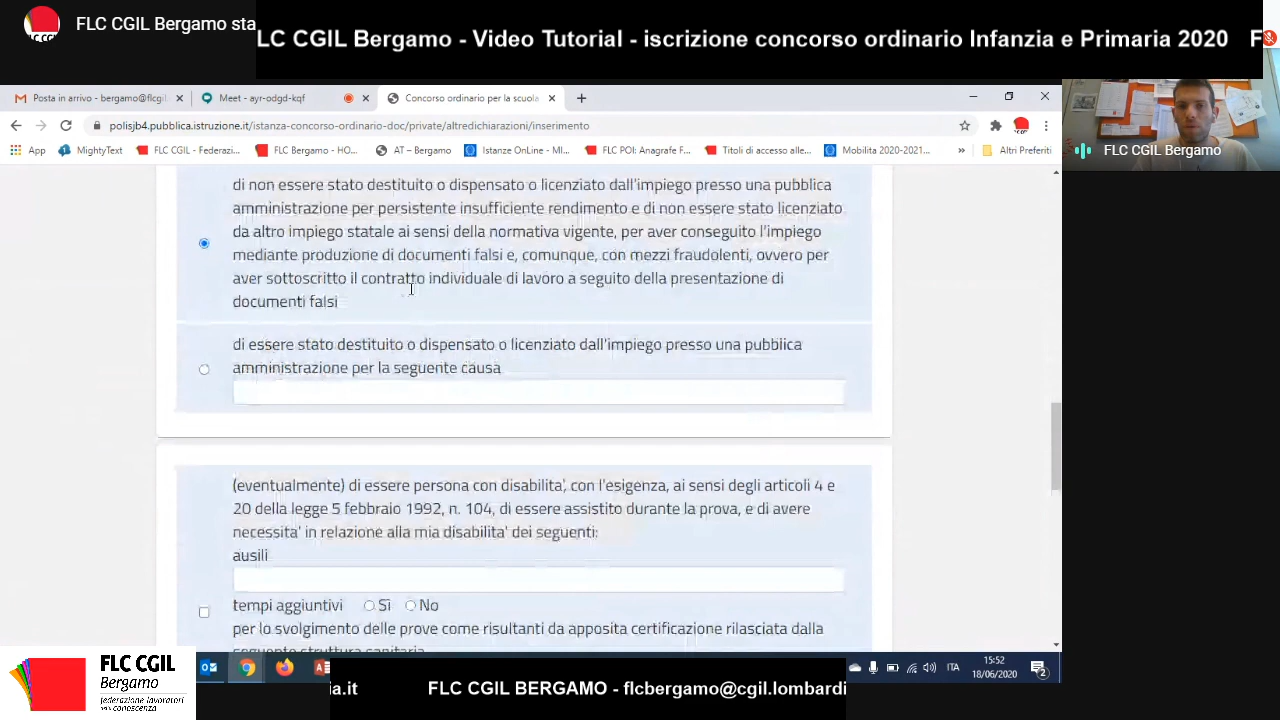 FLC CGIL Bergamo sta
LC CGIL Bergamo - Video Tutorial - iscrizione concorso ordinario Infanzia e Primaria 2020 F
Posta in arrivo - bergamo@flcgil
Meet - ayr-odgd-kqf
Concorso ordinario per la scuola
polisjb4.pubblica.istruzione.it/istanza-concorso-ordinario-doc/private/altredichiarazioni/inserimento
App
MightyText
FLC CGIL - Federazi...
FLC Bergamo - HO...
AT – Bergamo
Istanze OnLine - MI...
FLC POI: Anagrafe F...
Titoli di accesso alle...
Mobilita 2020-2021...
»
Altri Preferiti
FLC CGIL Bergamo
di non essere stato destituito o dispensato o licenziato dall'impiego presso una pubblica
amministrazione per persistente insufficiente rendimento e di non essere stato licenziato
da altro impiego statale ai sensi della normativa vigente, per aver conseguito l'impiego
mediante produzione di documenti falsi e, comunque, con mezzi fraudolenti, ovvero per
aver sottoscritto il contratto individuale di lavoro a seguito della presentazione di
documenti falsi
di essere stato destituito o dispensato o licenziato dall'impiego presso una pubblica
amministrazione per la seguente causa
(eventualmente) di essere persona con disabilita', con l'esigenza, ai sensi degli articoli 4 e
20 della legge 5 febbraio 1992, n. 104, di essere assistito durante la prova, e di avere
necessita' in relazione alla mia disabilita' dei seguenti:
ausili
tempi aggiuntivi Sì No
per lo svolgimento delle prove come risultanti da apposita certificazione rilasciata dalla
seguente struttura sanitaria
FLC CGIL
Bergamo
federazione lavoratori
della conoscenza
ITA
15:52
18/06/2020
2
ia.it FLC CGIL BERGAMO - flcbergamo@cgil.lombardi